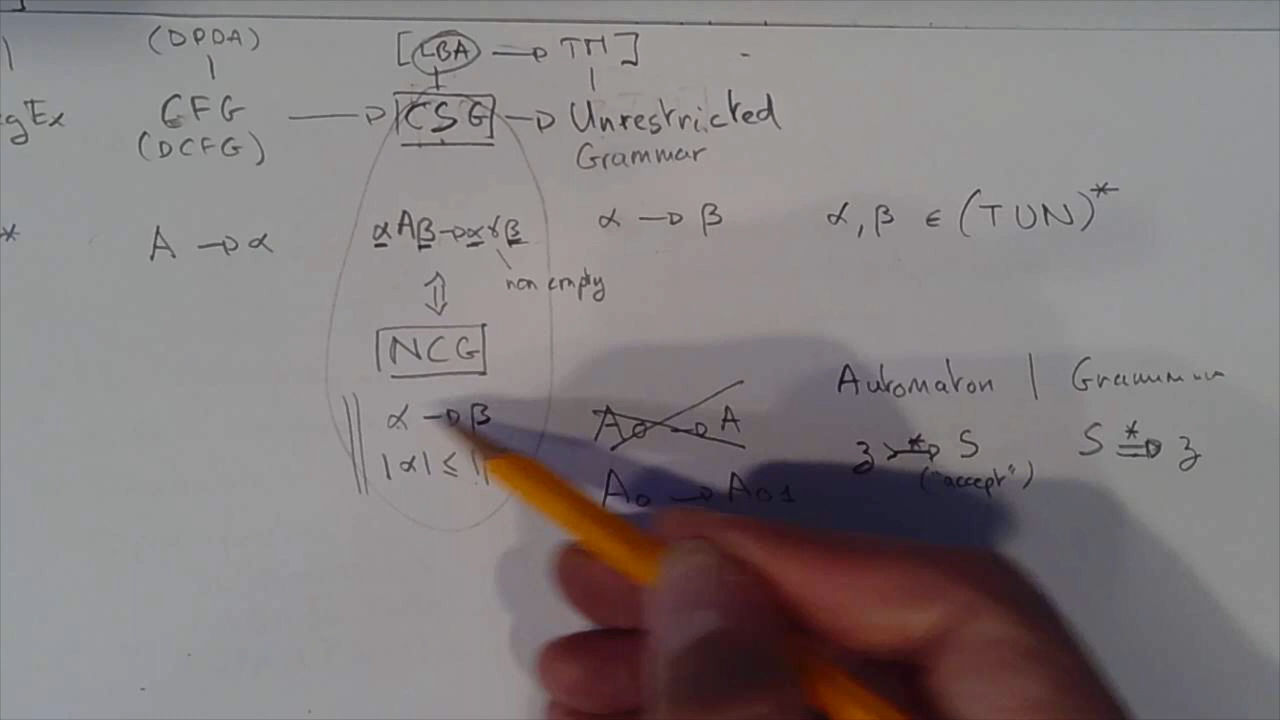 (DPDA) [LBA → TM]
gEx CFG → CSG → Unrestricted
(DCFG) Grammar
* A → α αAβ → αγβ α → β α, β ∈ (T∪N)*
non empty
⇕
NCG
Automaton | Grammar
α → β A0 → A z ↣* S S ⇒* z
|α| ≤ | A0 → A01 ("accept")